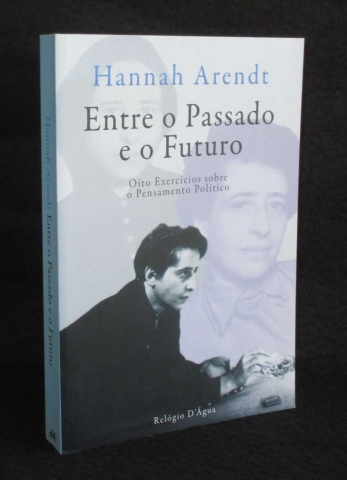 Hannah Arendt
Entre o Passado
e o Futuro
Oito Exercícios sobre
o Pensamento Político
Relógio D'Água
Hannah Arendt Entre o Passado e o Futuro